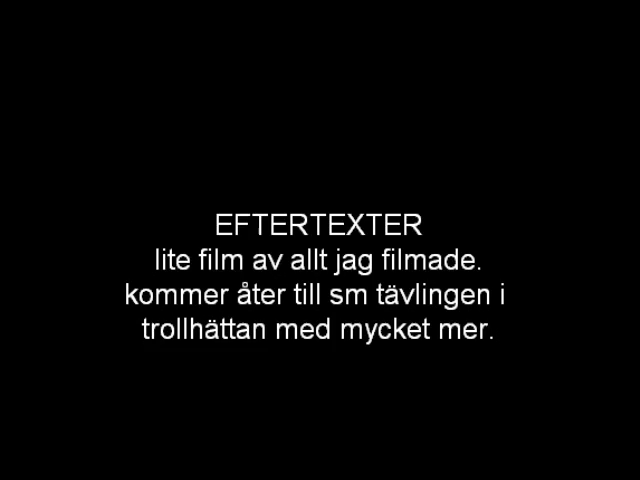 EFTERTEXTER
lite film av allt jag filmade.
kommer åter till sm tävlingen i
trollhättan med mycket mer.